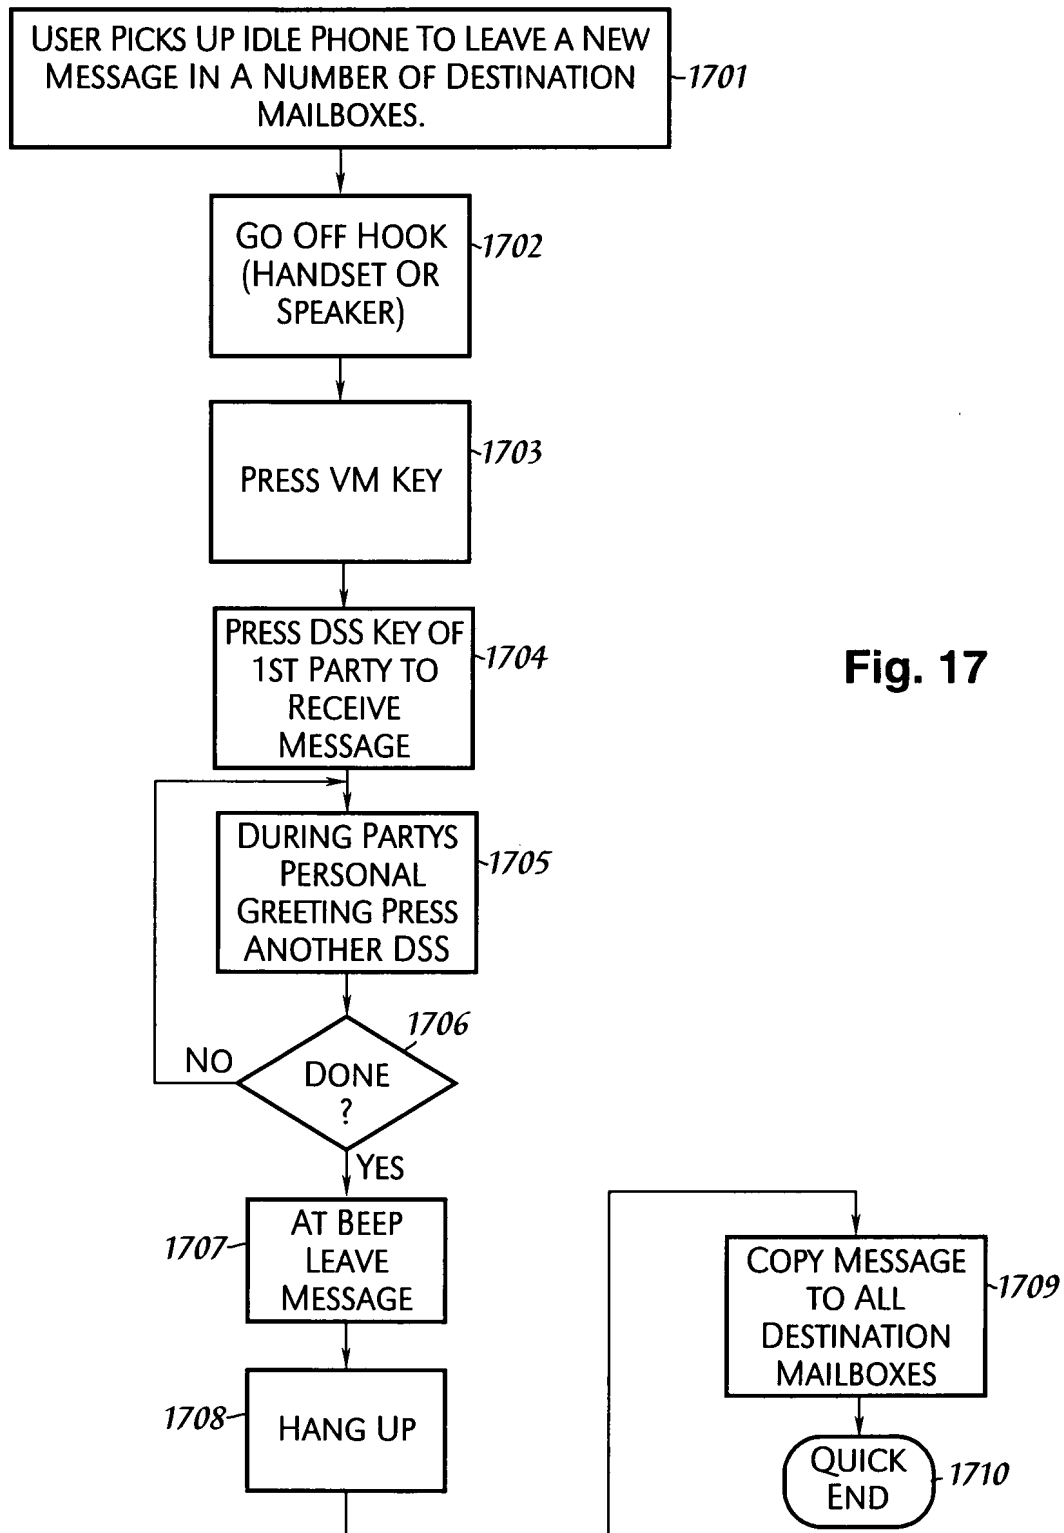 USER PICKS UP IDLE PHONE TO LEAVE A NEW
MESSAGE IN A NUMBER OF DESTINATION
MAILBOXES.
1701
GO OFF HOOK
(HANDSET OR
SPEAKER)
1702
PRESS VM KEY
1703
PRESS DSS KEY OF
1ST PARTY TO
RECEIVE
MESSAGE
1704
Fig. 17
DURING PARTYS
PERSONAL
GREETING PRESS
ANOTHER DSS
1705
1706
NO
DONE
?
YES
AT BEEP
LEAVE
MESSAGE
1707
HANG UP
1708
COPY MESSAGE
TO ALL
DESTINATION
MAILBOXES
1709
QUICK
END
1710